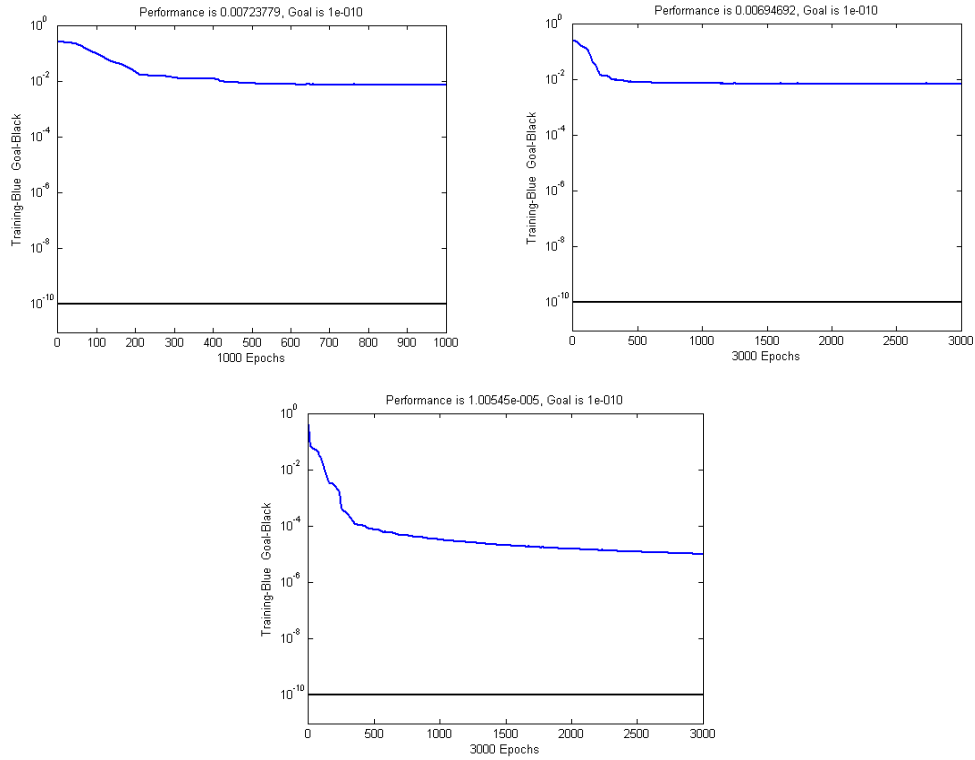 Performance is 0.00723779, Goal is 1e-010
10^0
10^-2
10^-4
10^-6
10^-8
10^-10
Training-Blue Goal-Black
0 100 200 300 400 500 600 700 800 900 1000
1000 Epochs
Performance is 0.00694692, Goal is 1e-010
10^0
10^-2
10^-4
10^-6
10^-8
10^-10
Training-Blue Goal-Black
0 500 1000 1500 2000 2500 3000
3000 Epochs
Performance is 1.00545e-005, Goal is 1e-010
10^0
10^-2
10^-4
10^-6
10^-8
10^-10
Training-Blue Goal-Black
0 500 1000 1500 2000 2500 3000
3000 Epochs